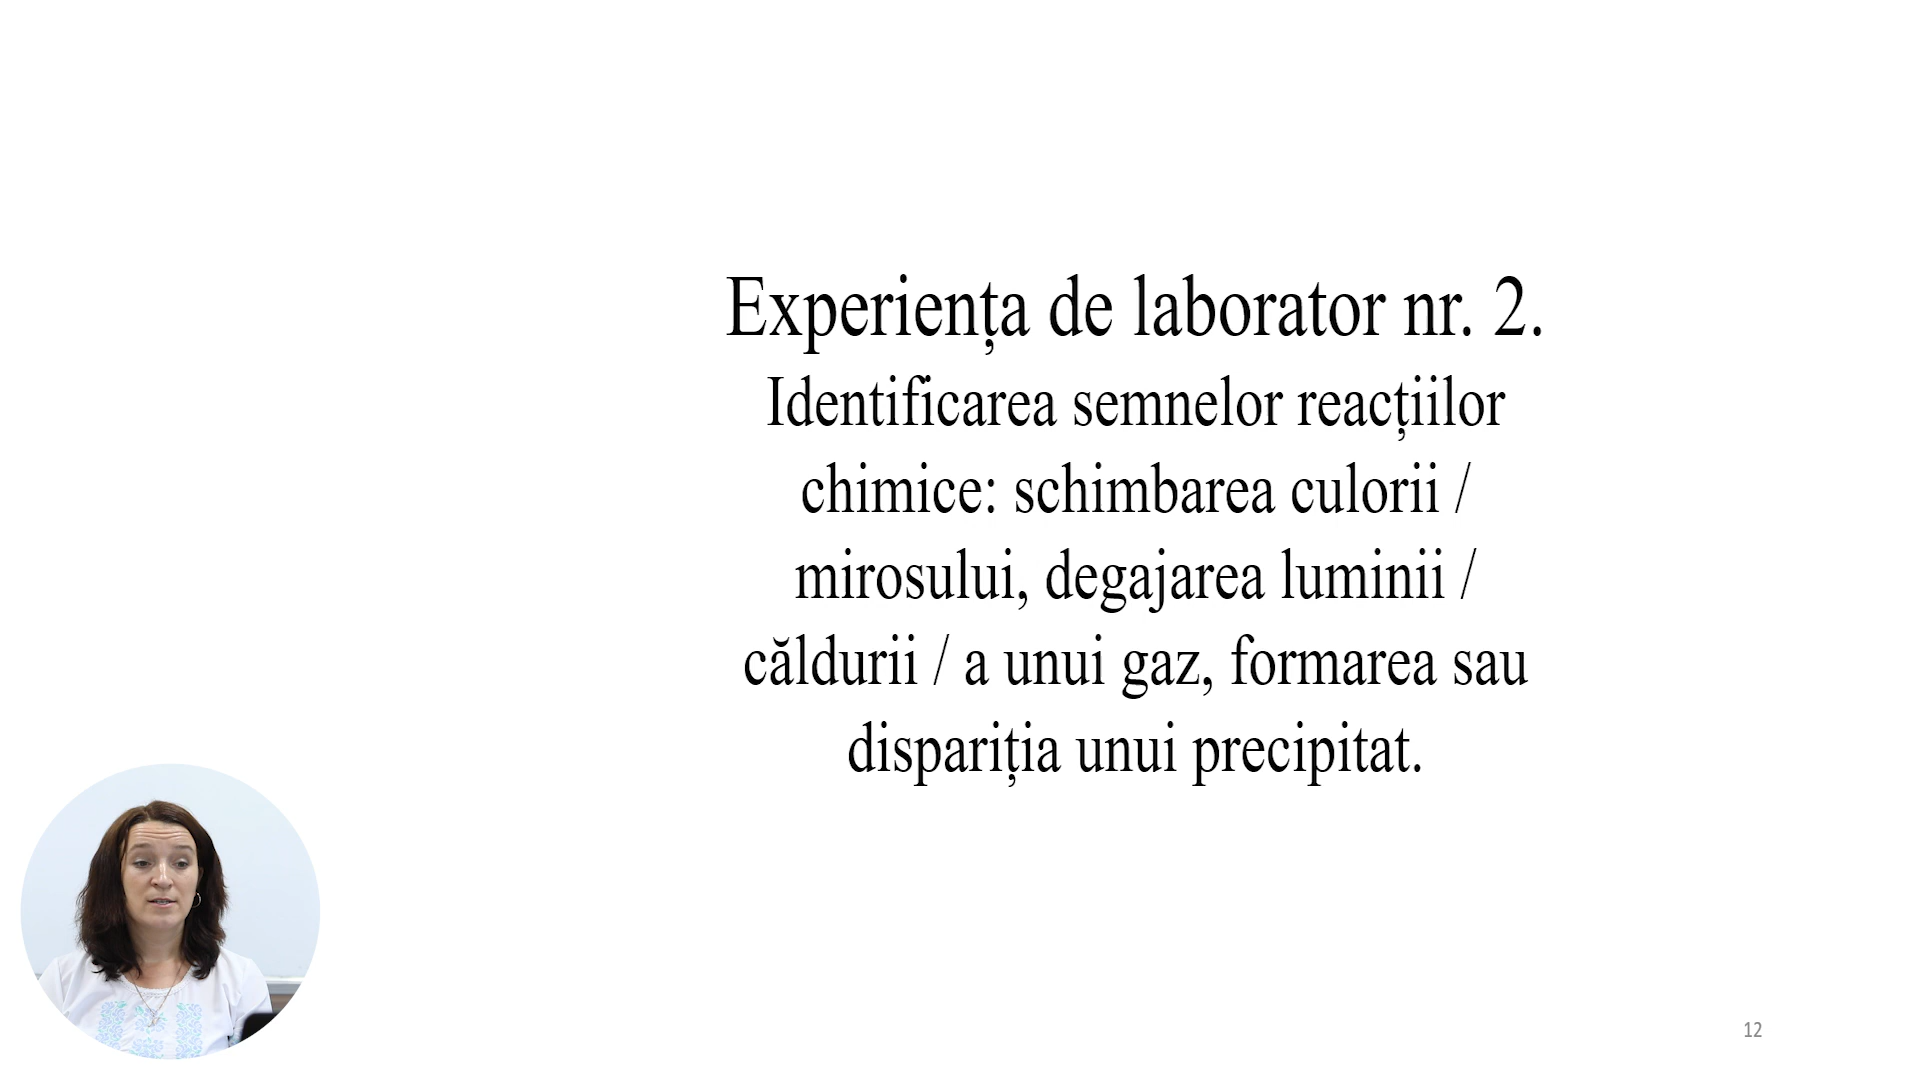 Experiența de laborator nr. 2.
Identificarea semnelor reacțiilor
chimice: schimbarea culorii /
mirosului, degajarea luminii /
căldurii / a unui gaz, formarea sau
dispariția unui precipitat.
12